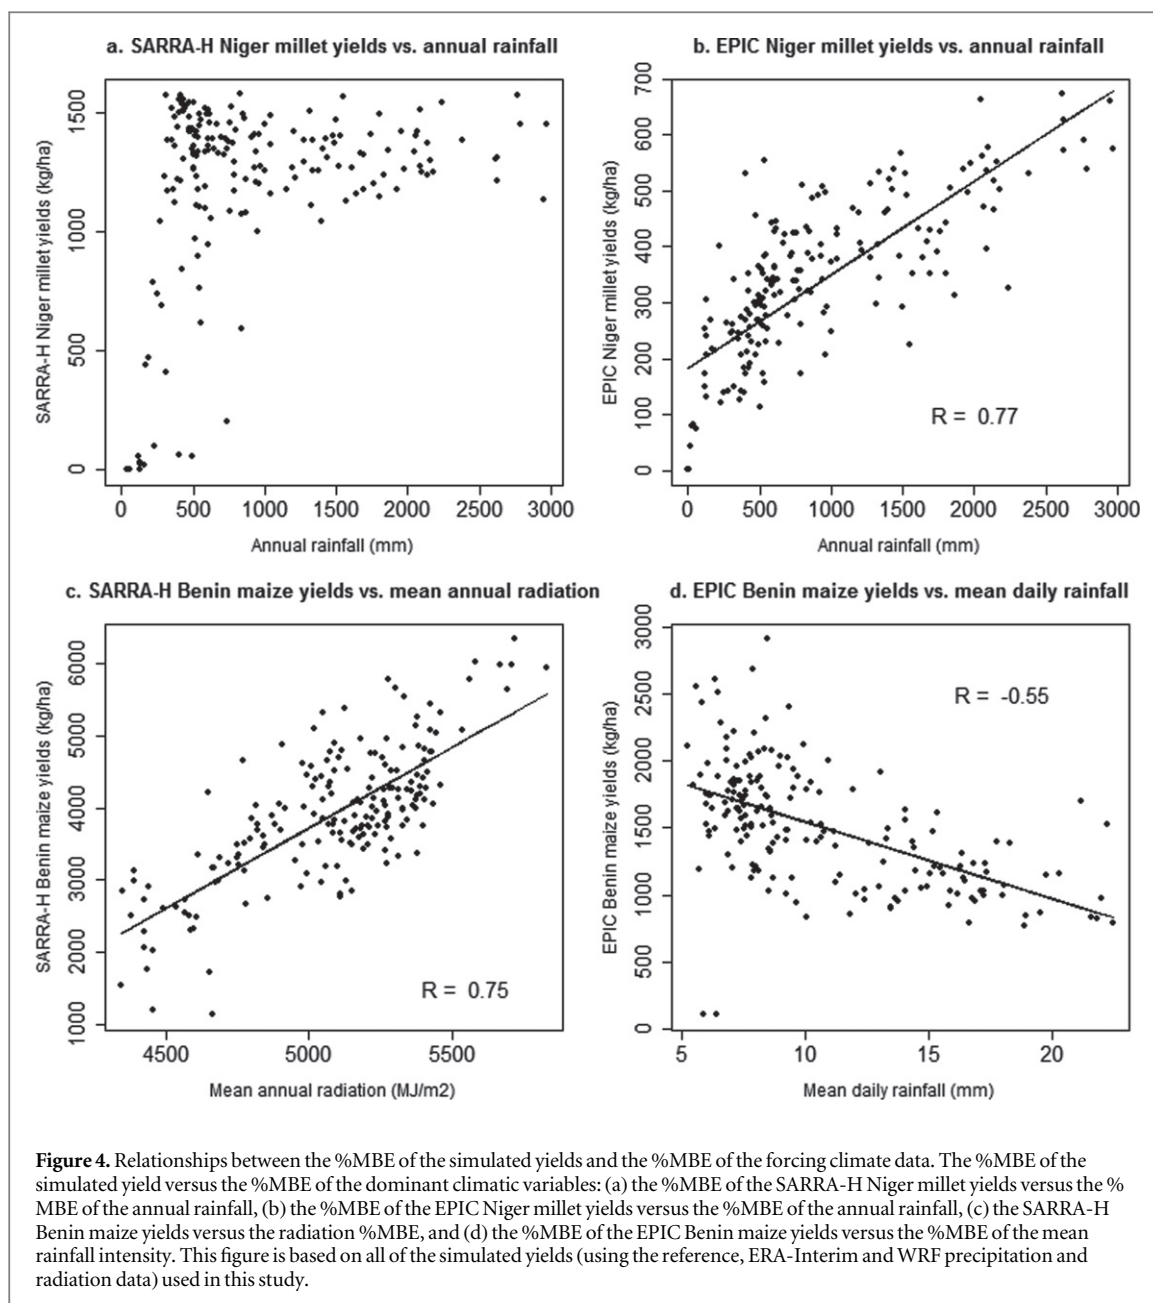 a. SARRA-H Niger millet yields vs. annual rainfall
SARRA-H Niger millet yields (kg/ha)
1500
1000
500
0
0 500 1000 1500 2000 2500 3000
Annual rainfall (mm)
b. EPIC Niger millet yields vs. annual rainfall
EPIC Niger millet yields (kg/ha)
700
600
500
400
300
200
100
0
R = 0.77
0 500 1000 1500 2000 2500 3000
Annual rainfall (mm)
c. SARRA-H Benin maize yields vs. mean annual radiation
SARRA-H Benin maize yields (kg/ha)
6000
5000
4000
3000
2000
1000
R = 0.75
4500 5000 5500
Mean annual radiation (MJ/m2)
d. EPIC Benin maize yields vs. mean daily rainfall
EPIC Benin maize yields (kg/ha)
3000
2500
2000
1500
1000
500
0
R = -0.55
5 10 15 20
Mean daily rainfall (mm)
Figure 4. Relationships between the %MBE of the simulated yields and the %MBE of the forcing climate data. The %MBE of the
simulated yield versus the %MBE of the dominant climatic variables: (a) the %MBE of the SARRA-H Niger millet yields versus the %
MBE of the annual rainfall, (b) the %MBE of the EPIC Niger millet yields versus the %MBE of the annual rainfall, (c) the SARRA-H
Benin maize yields versus the radiation %MBE, and (d) the %MBE of the EPIC Benin maize yields versus the %MBE of the mean
rainfall intensity. This figure is based on all of the simulated yields (using the reference, ERA-Interim and WRF precipitation and
radiation data) used in this study.